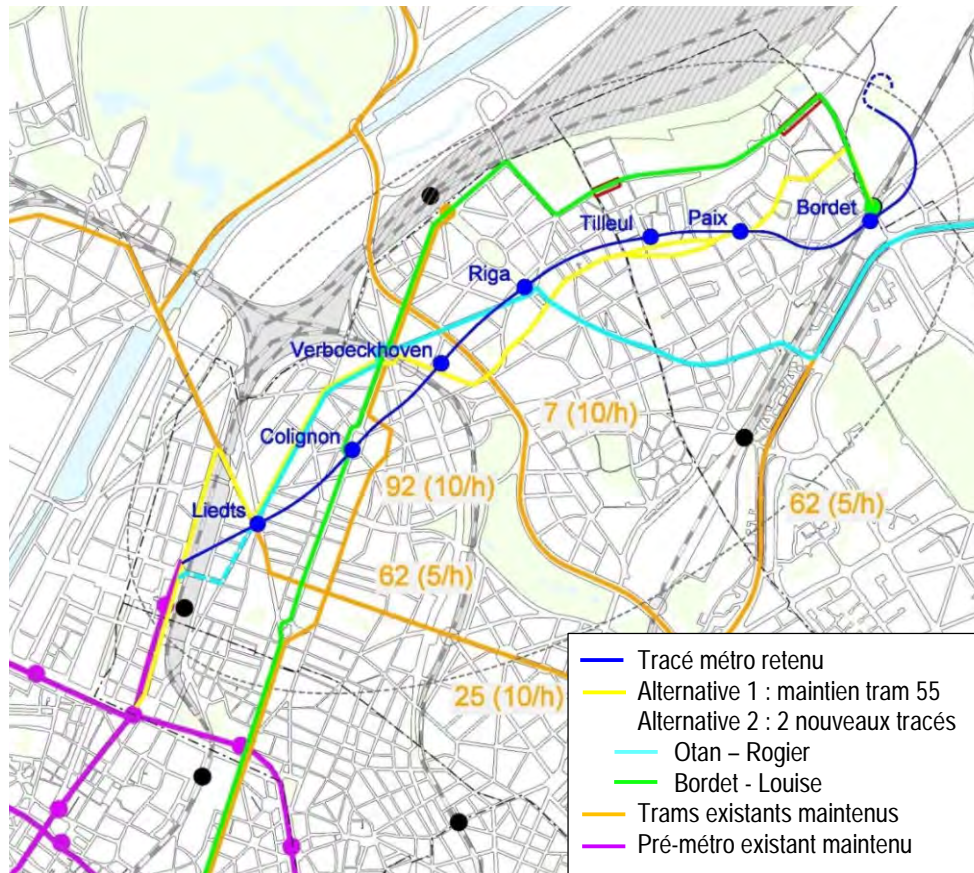 Bordet
Paix
Tilleul
Riga
Verboeckhoven
7 (10/h)
Colignon
92 (10/h)
62 (5/h)
Liedts
62 (5/h)
25 (10/h)
Tracé métro retenu
Alternative 1 : maintien tram 55
Alternative 2 : 2 nouveaux tracés
Otan – Rogier
Bordet - Louise
Trams existants maintenus
Pré-métro existant maintenu